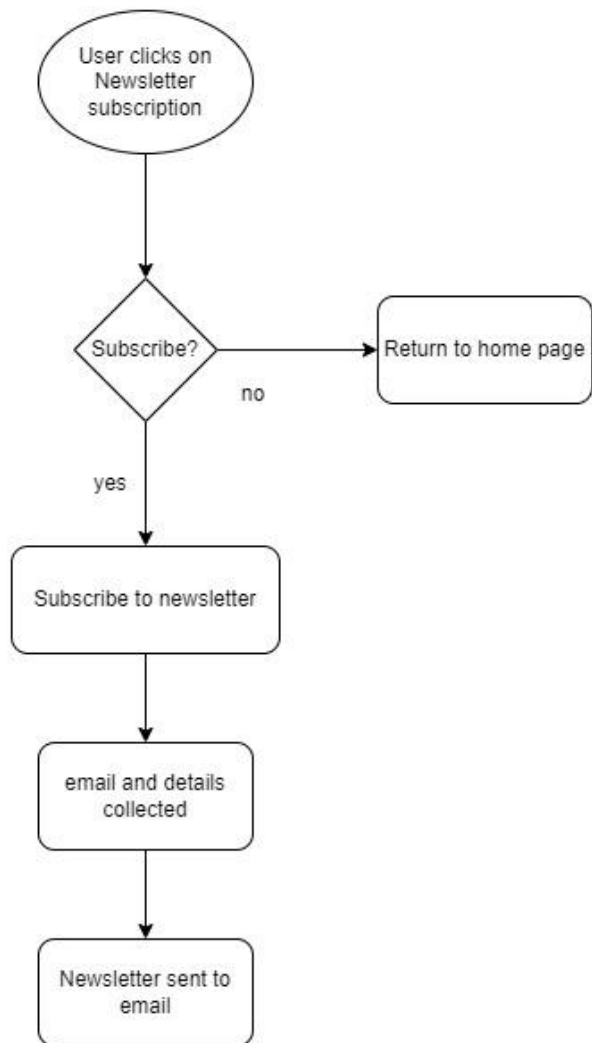 User clicks on
Newsletter
subscription
Subscribe?
Return to home page
no
yes
Subscribe to newsletter
email and details
collected
Newsletter sent to
email